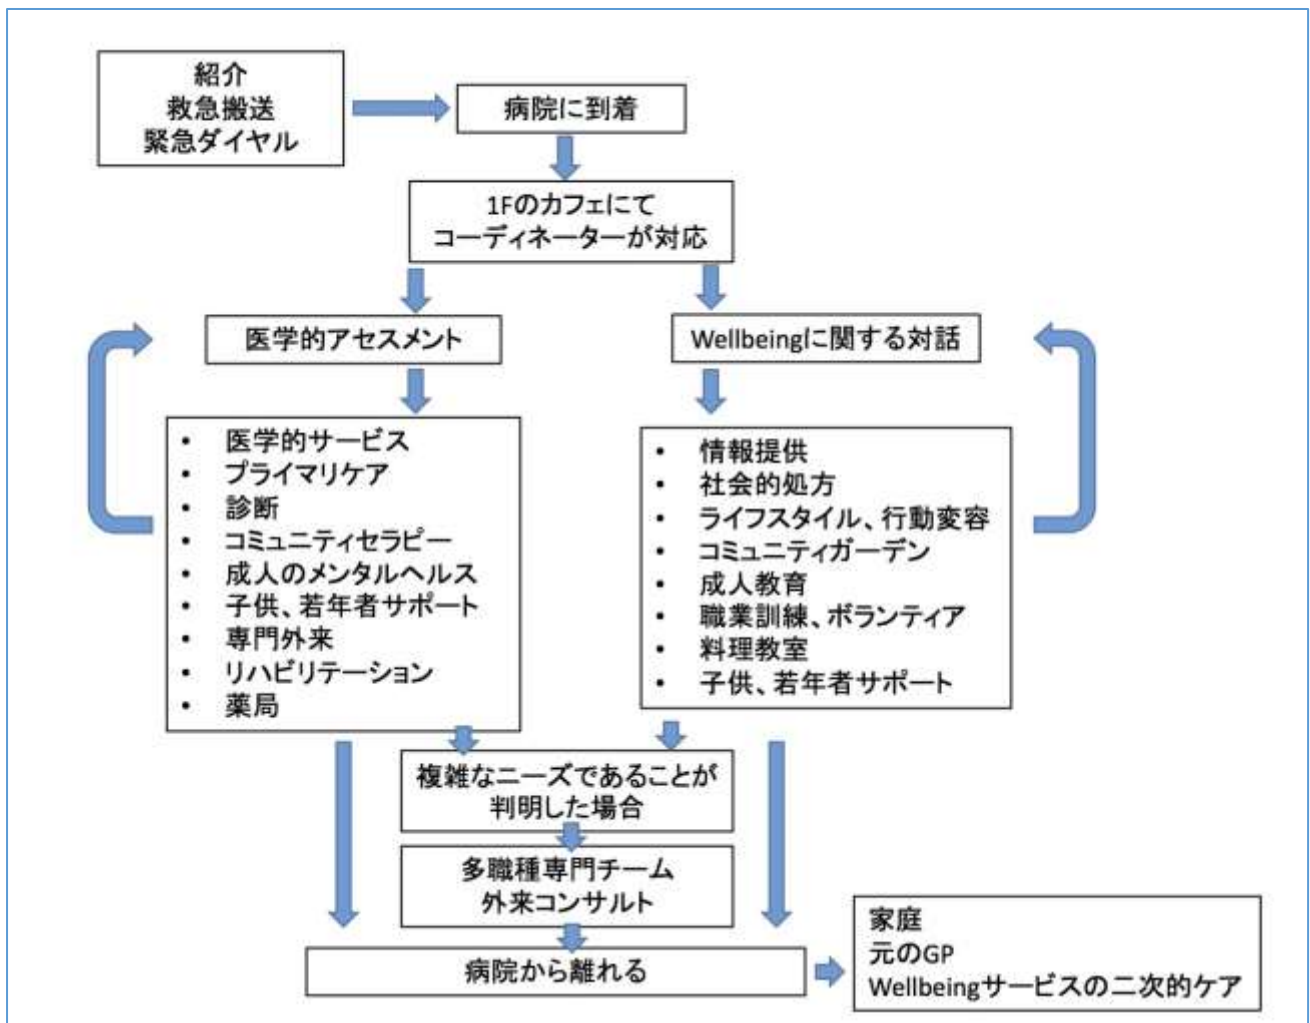 紹介
救急搬送
緊急ダイヤル
病院に到着
1Fのカフェにて
コーディネーターが対応
医学的アセスメント
Wellbeingに関する対話
• 医学的サービス
• プライマリケア
• 診断
• コミュニティセラピー
• 成人のメンタルヘルス
• 子供、若年者サポート
• 専門外来
• リハビリテーション
• 薬局
• 情報提供
• 社会的処方
• ライフスタイル、行動変容
• コミュニティガーデン
• 成人教育
• 職業訓練、ボランティア
• 料理教室
• 子供、若年者サポート
複雑なニーズであることが
判明した場合
多職種専門チーム
外来コンサルト
病院から離れる
家庭
元のGP
Wellbeingサービスの二次的ケア